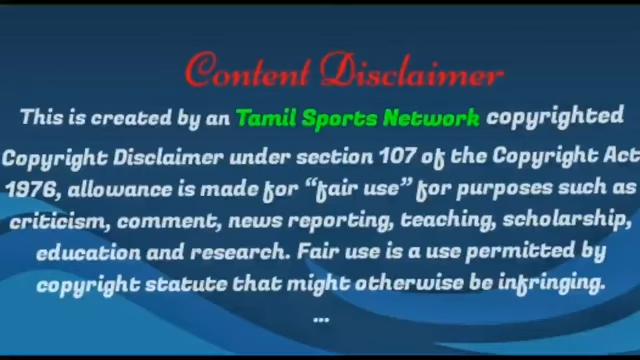 Content Disclaimer
This is created by an Tamil Sports Network copyrighted
Copyright Disclaimer under section 107 of the Copyright Act
1976, allowance is made for “fair use” for purposes such as
criticism, comment, news reporting, teaching, scholarship,
education and research. Fair use is a use permitted by
copyright statute that might otherwise be infringing.
...